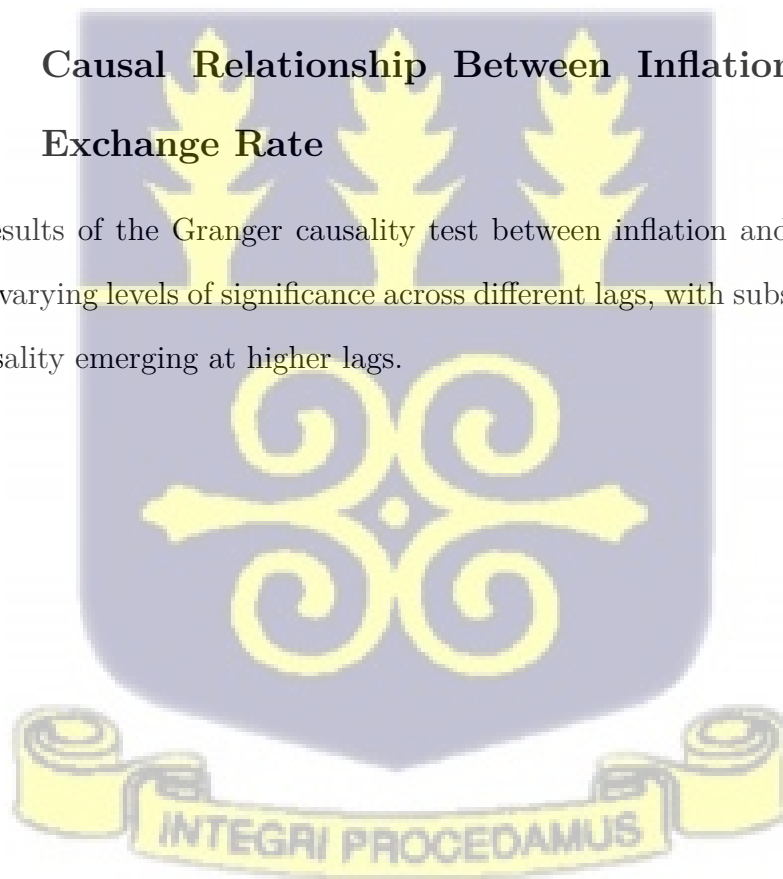 Causal Relationship Between Inflation
Exchange Rate
esults of the Granger causality test between inflation and
varying levels of significance across different lags, with subs
sality emerging at higher lags.
INTEGRI PROCEDAMUS